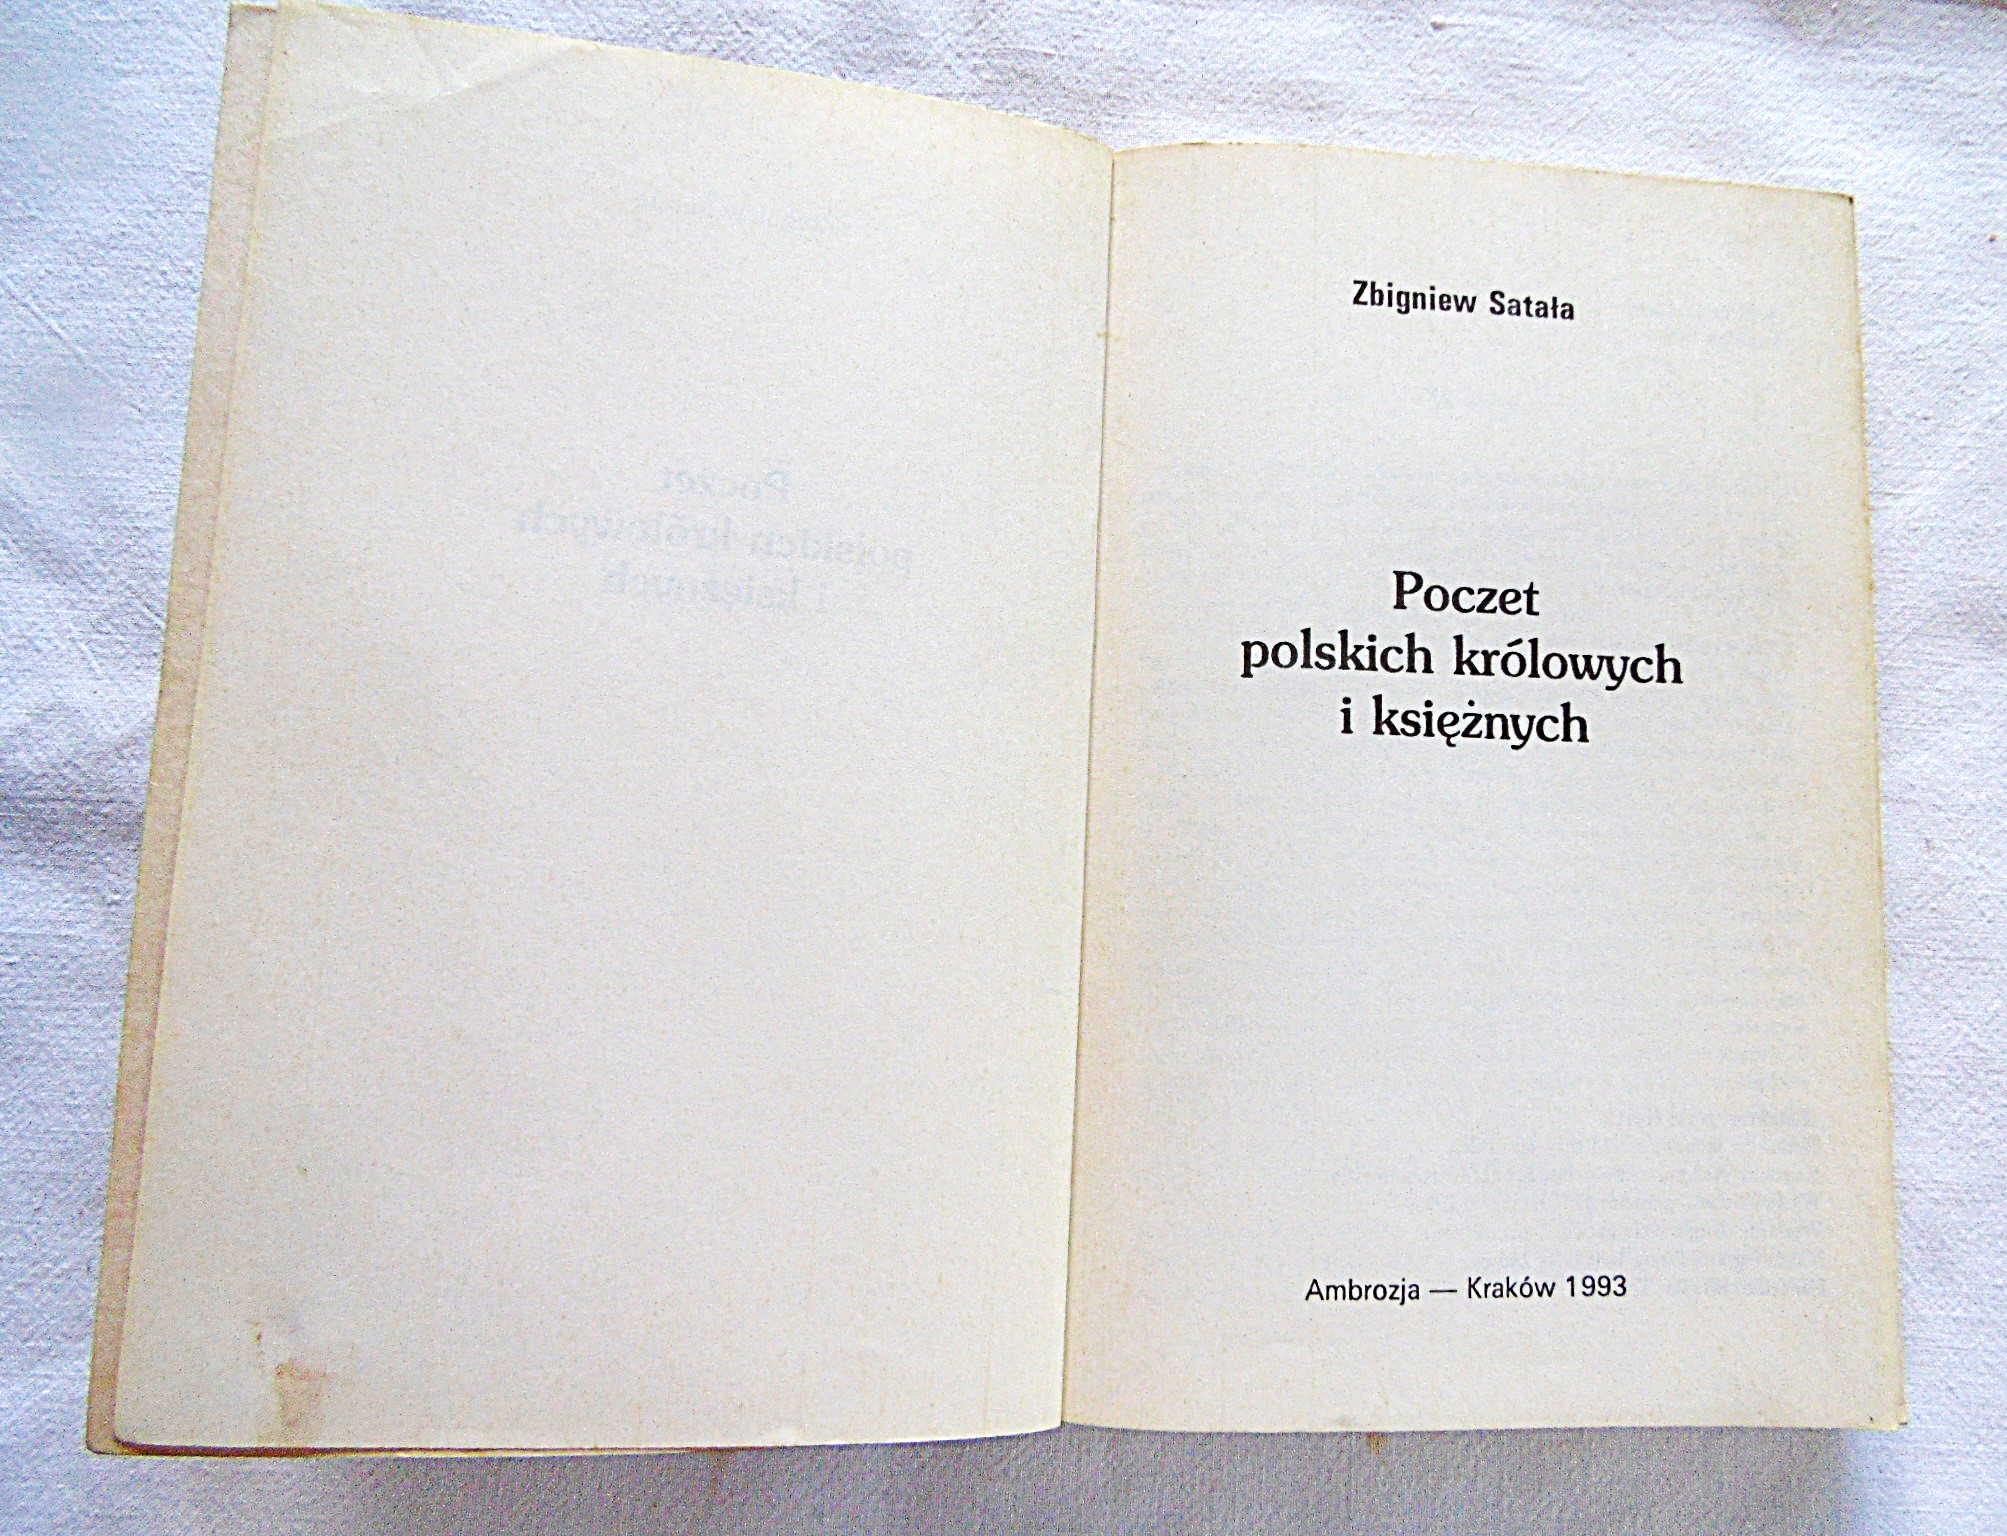 Zbigniew Satała
Poczet
polskich królowych
i księżnych
Ambrozja — Kraków 1993